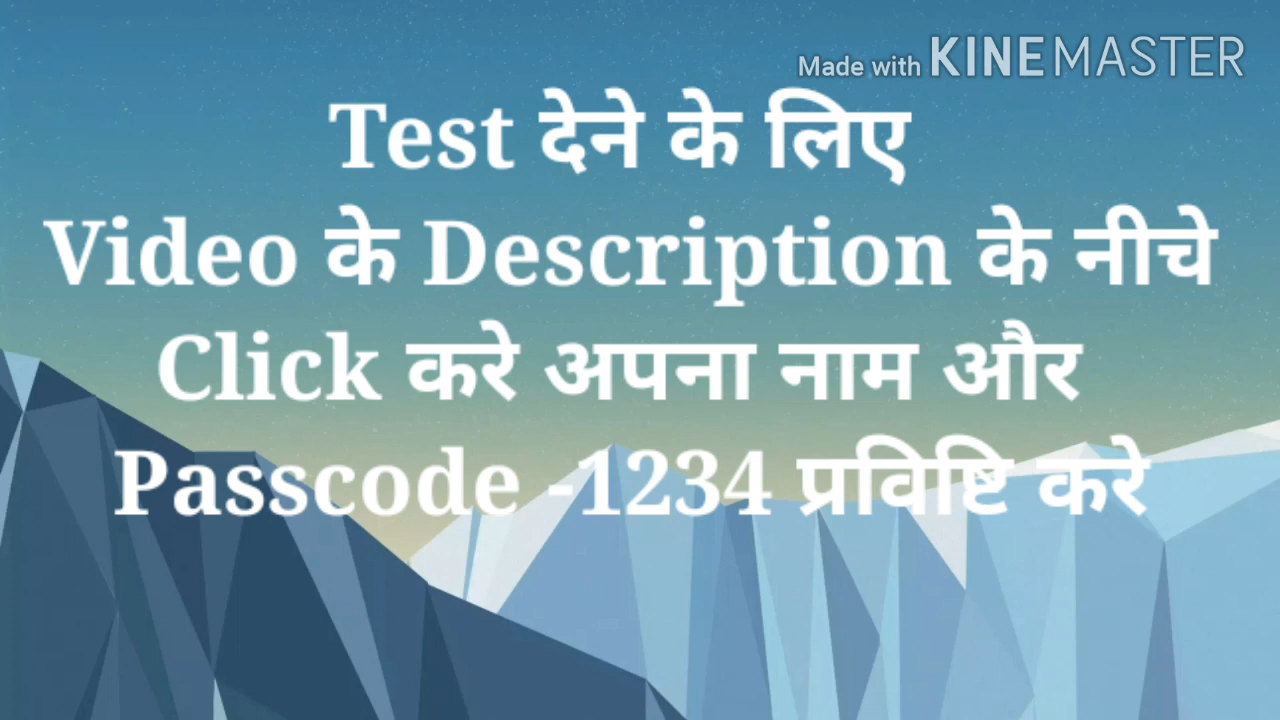 Made with KINEMASTER
Test देने के लिए
Video के Description के नीचे
Click करे अपना नाम और
Passcode -1234 प्रविष्टि करे